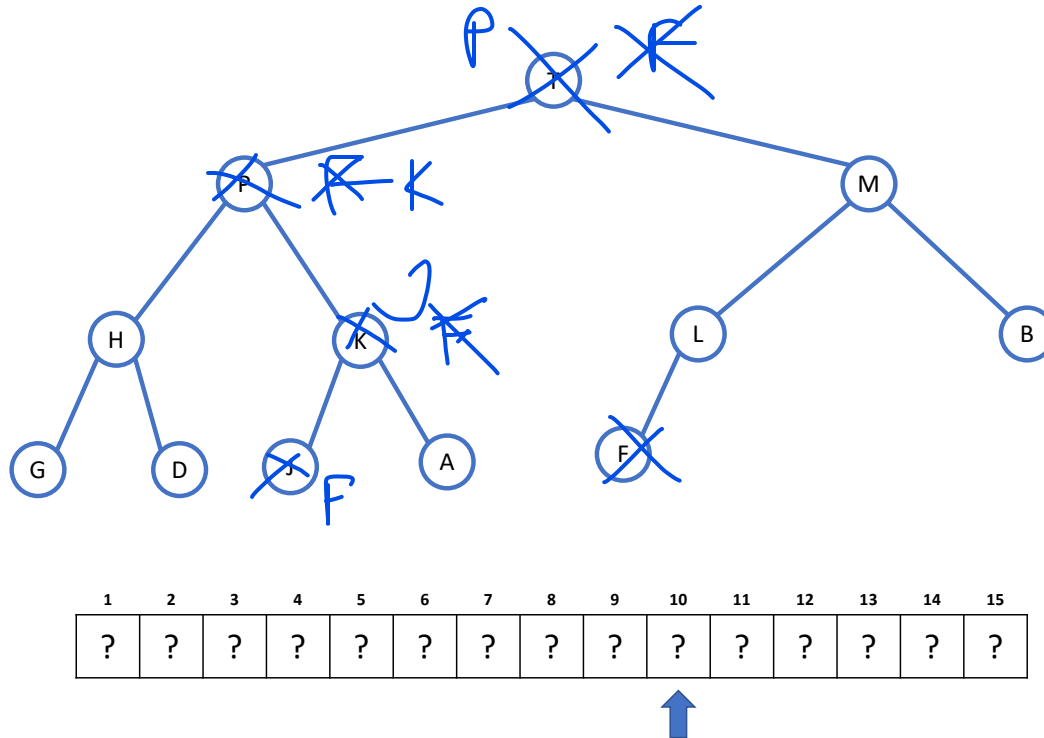 P T F
P F K M
H K J F L B
G D J F A F
1 2 3 4 5 6 7 8 9 10 11 12 13 14 15
? ? ? ? ? ? ? ? ? ? ? ? ? ? ?